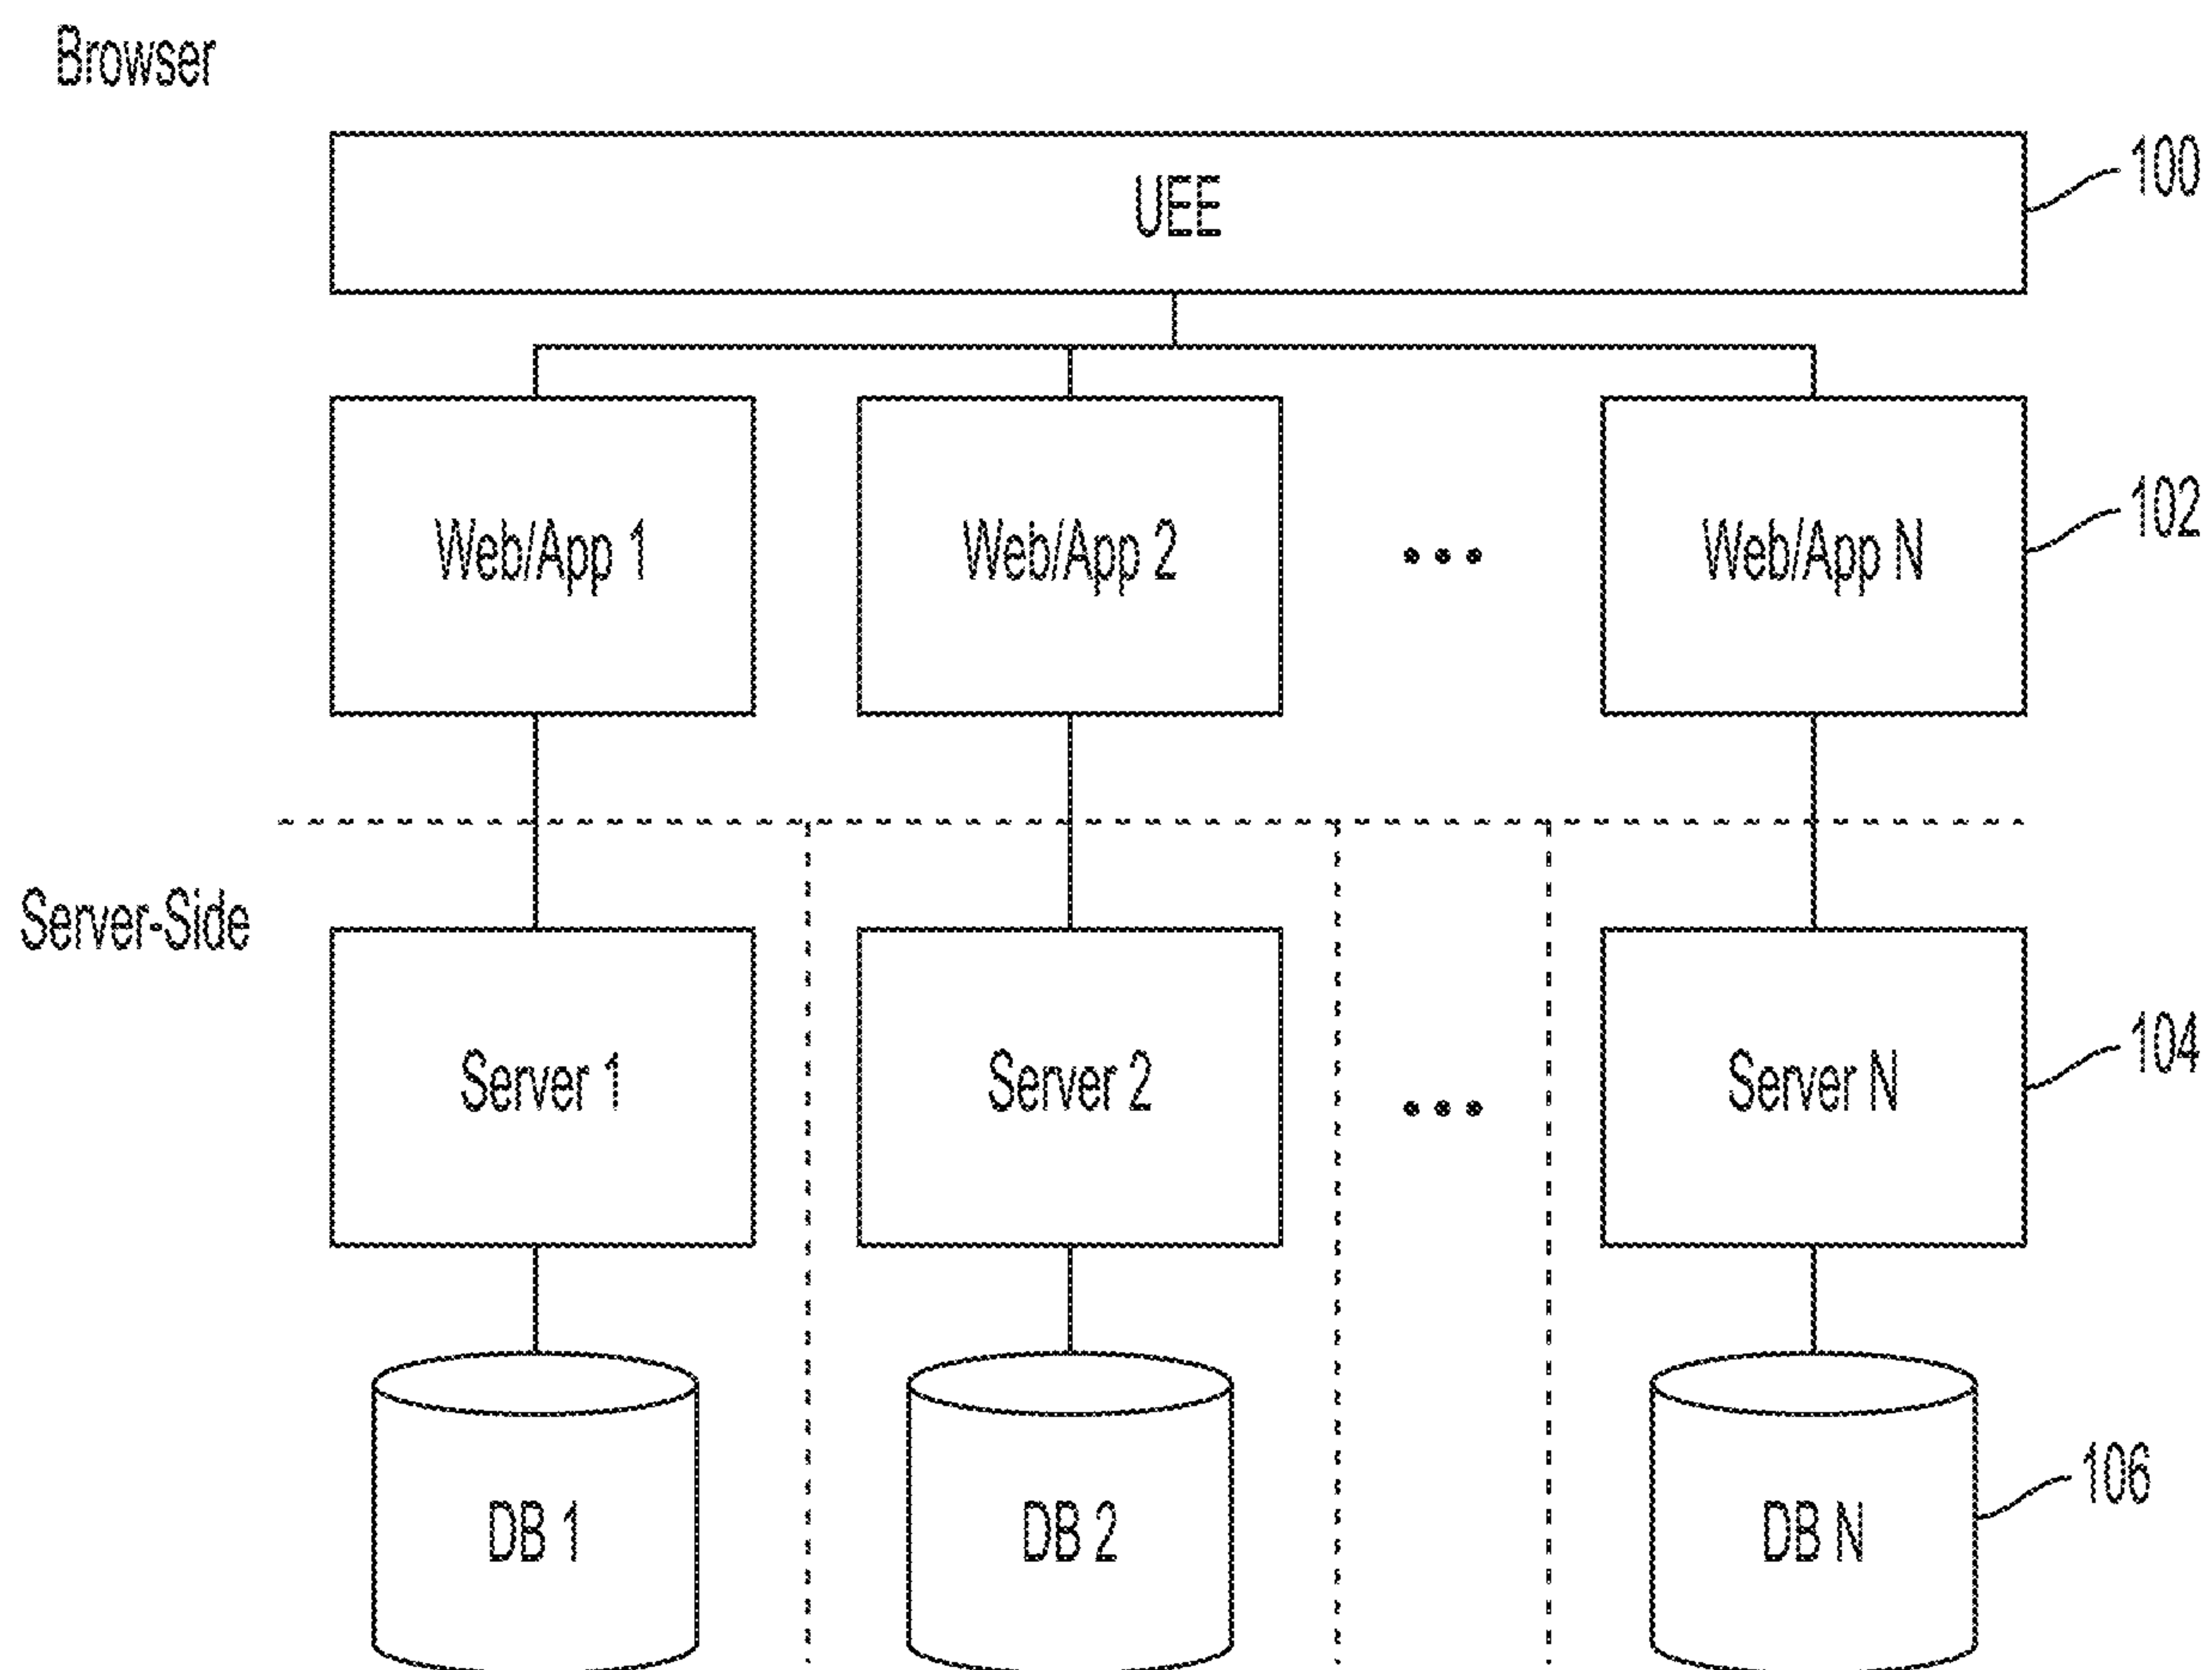 Browser
UEE
100
Web/App 1
Web/App 2
•••
Web/App N
102
Server-Side
Server 1
Server 2
•••
Server N
104
DB 1
DB 2
DB N
106